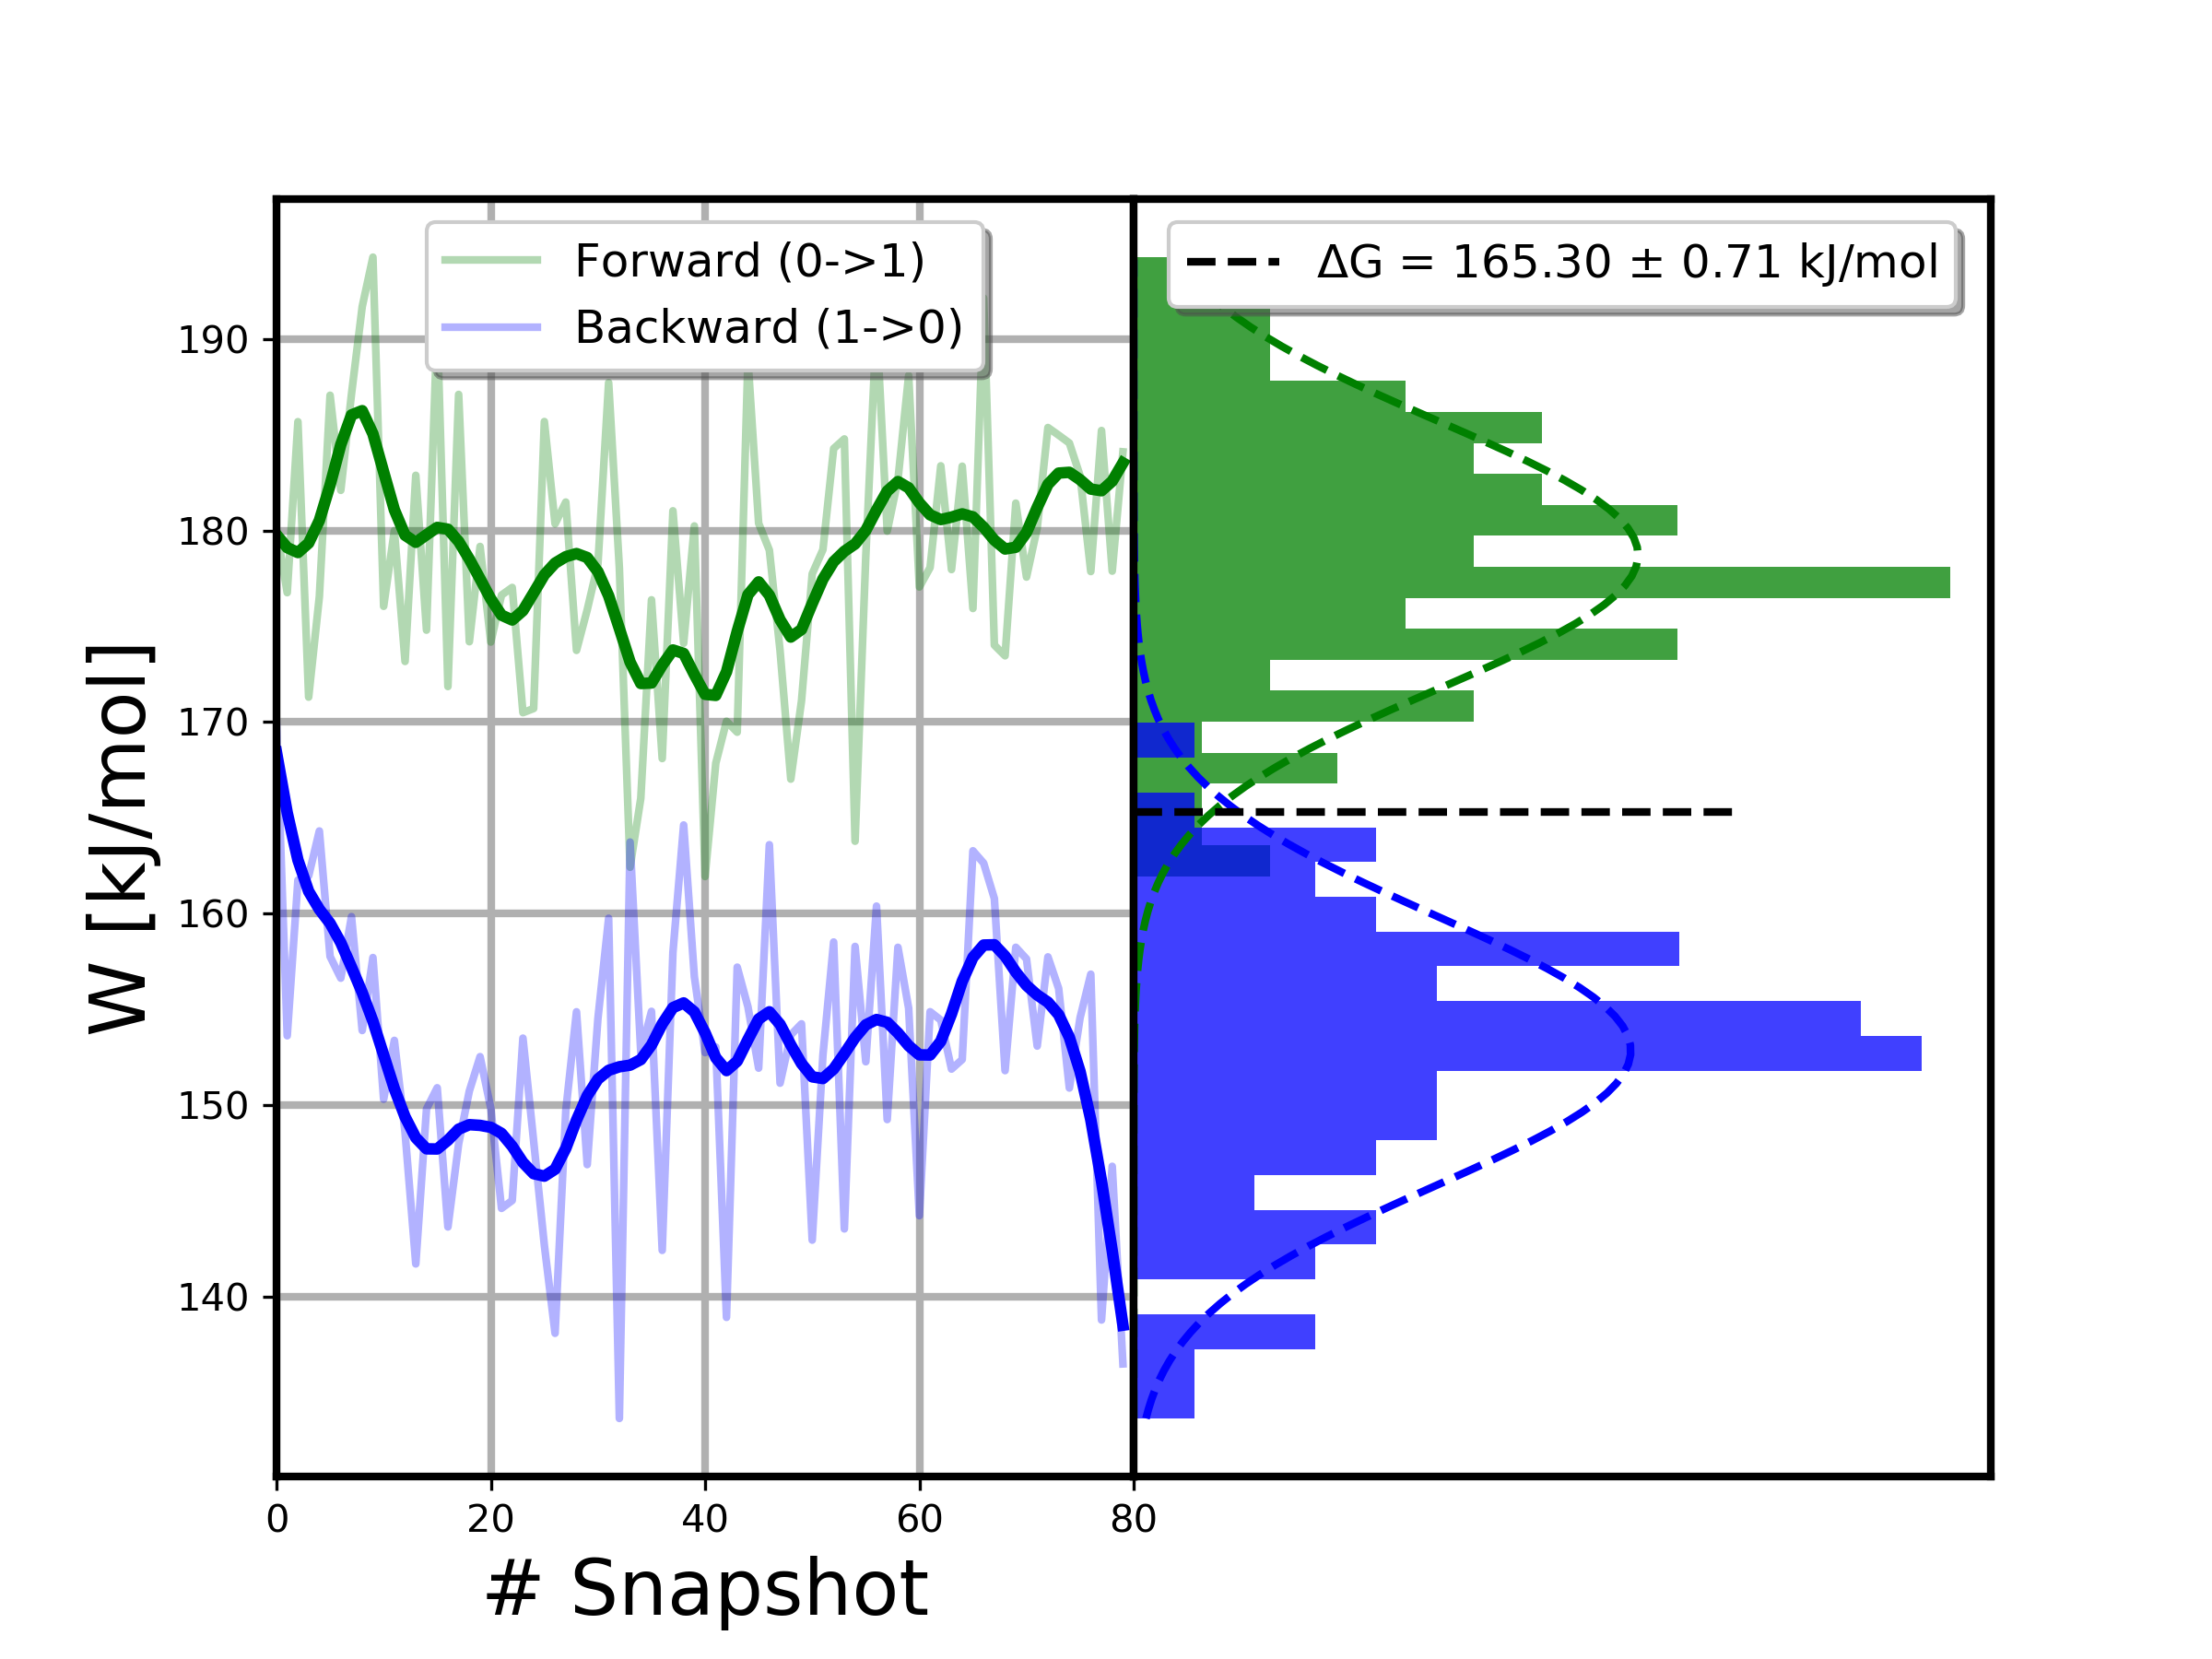 Forward (0->1)
Backward (1->0)
ΔG = 165.30 ± 0.71 kJ/mol
190
180
170
160
150
140
W [kJ/mol]
0
20
40
60
80
# Snapshot